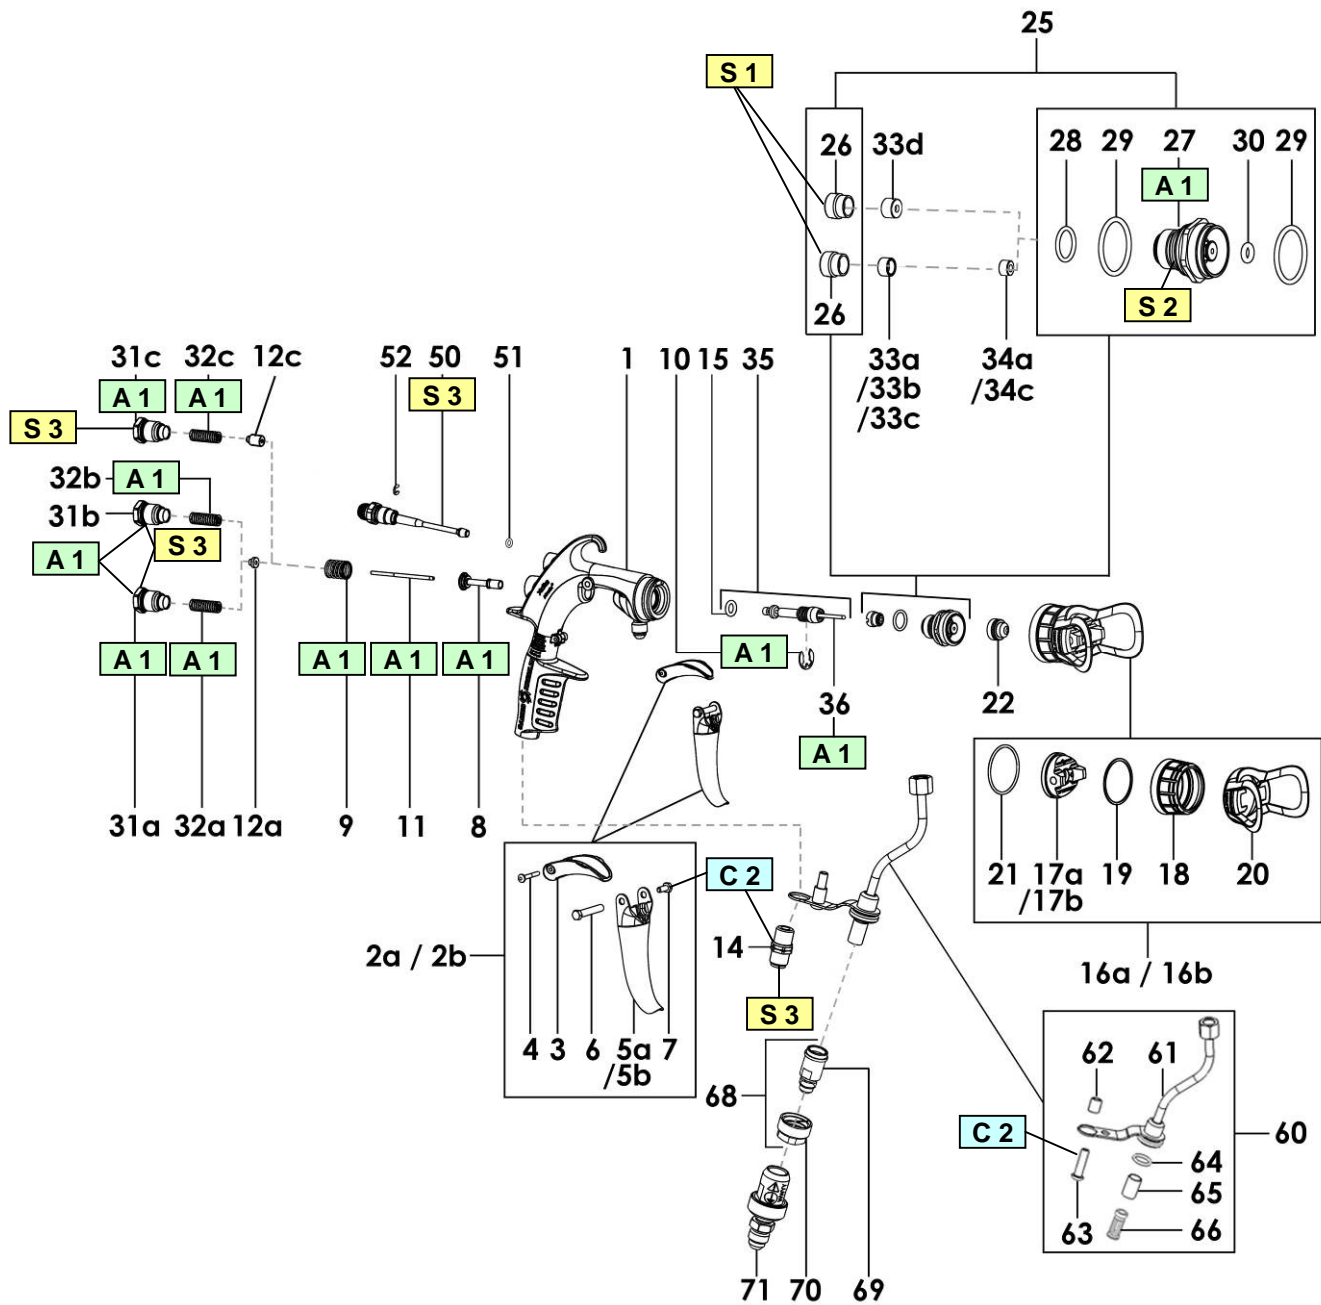 25
S 1
26 33d
28 29 27 30 29
A 1
S 2
26
31c 32c 12c 52 50 51 1 10 15 35 33a 34a
/33b /34c
/33c
A 1 A 1 S 3
S 3
32b A 1
31b
A 1 S 3
A 1 A 1 A 1 A 1 A 1 A 1
36 22
A 1
31a 32a 12a 9 11 8
21 17a 19 18 20
/17b
C 2
2a / 2b 14
16a / 16b
S 3
4 3 6 5a 7
/5b
62 61
68
C 2 60
64
65
63 66
71 70 69